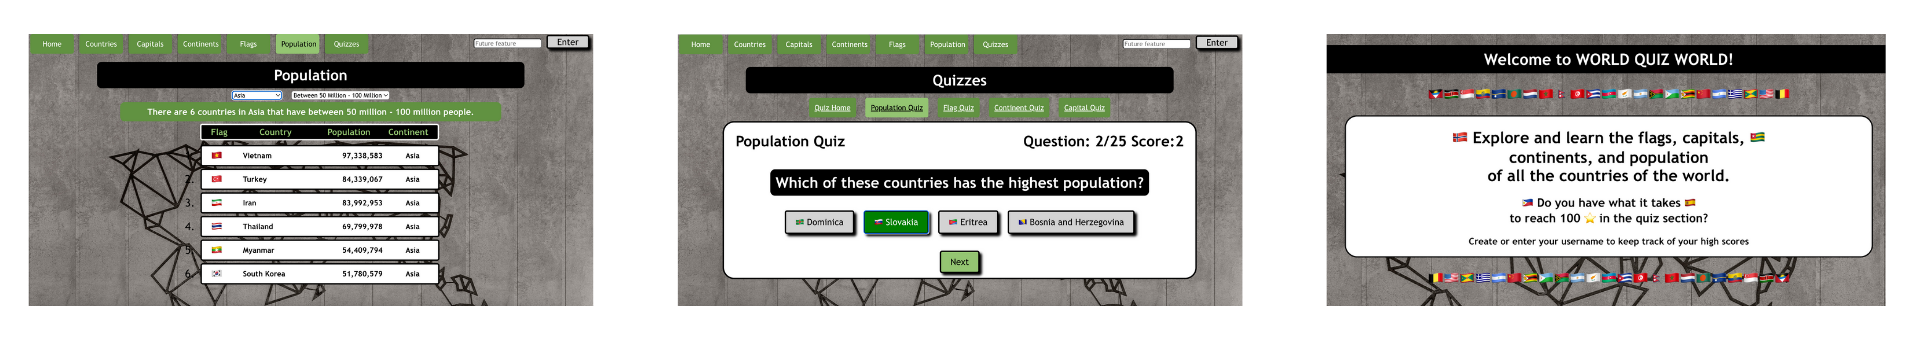 Home Countries Capitals Continents Flags Population Quizzes Future feature Enter
Population
Asia Between 50 Million - 100 Million
There are 6 countries in Asia that have between 50 million - 100 million people.
Flag Country Population Continent
Vietnam 97,338,583 Asia
2. Turkey 84,339,067 Asia
3. Iran 83,992,953 Asia
4. Thailand 69,799,978 Asia
5. Myanmar 54,409,794 Asia
6. South Korea 51,780,579 Asia
Home Countries Capitals Continents Flags Population Quizzes Future feature Enter
Quizzes
Quiz Home Population Quiz Flag Quiz Continent Quiz Capital Quiz
Population Quiz Question: 2/25 Score:2
Which of these countries has the highest population?
Dominica Slovakia Eritrea Bosnia and Herzegovina
Next
Welcome to WORLD QUIZ WORLD!
Explore and learn the flags, capitals,
continents, and population
of all the countries of the world.
Do you have what it takes
to reach 100 ⭐ in the quiz section?
Create or enter your username to keep track of your high scores